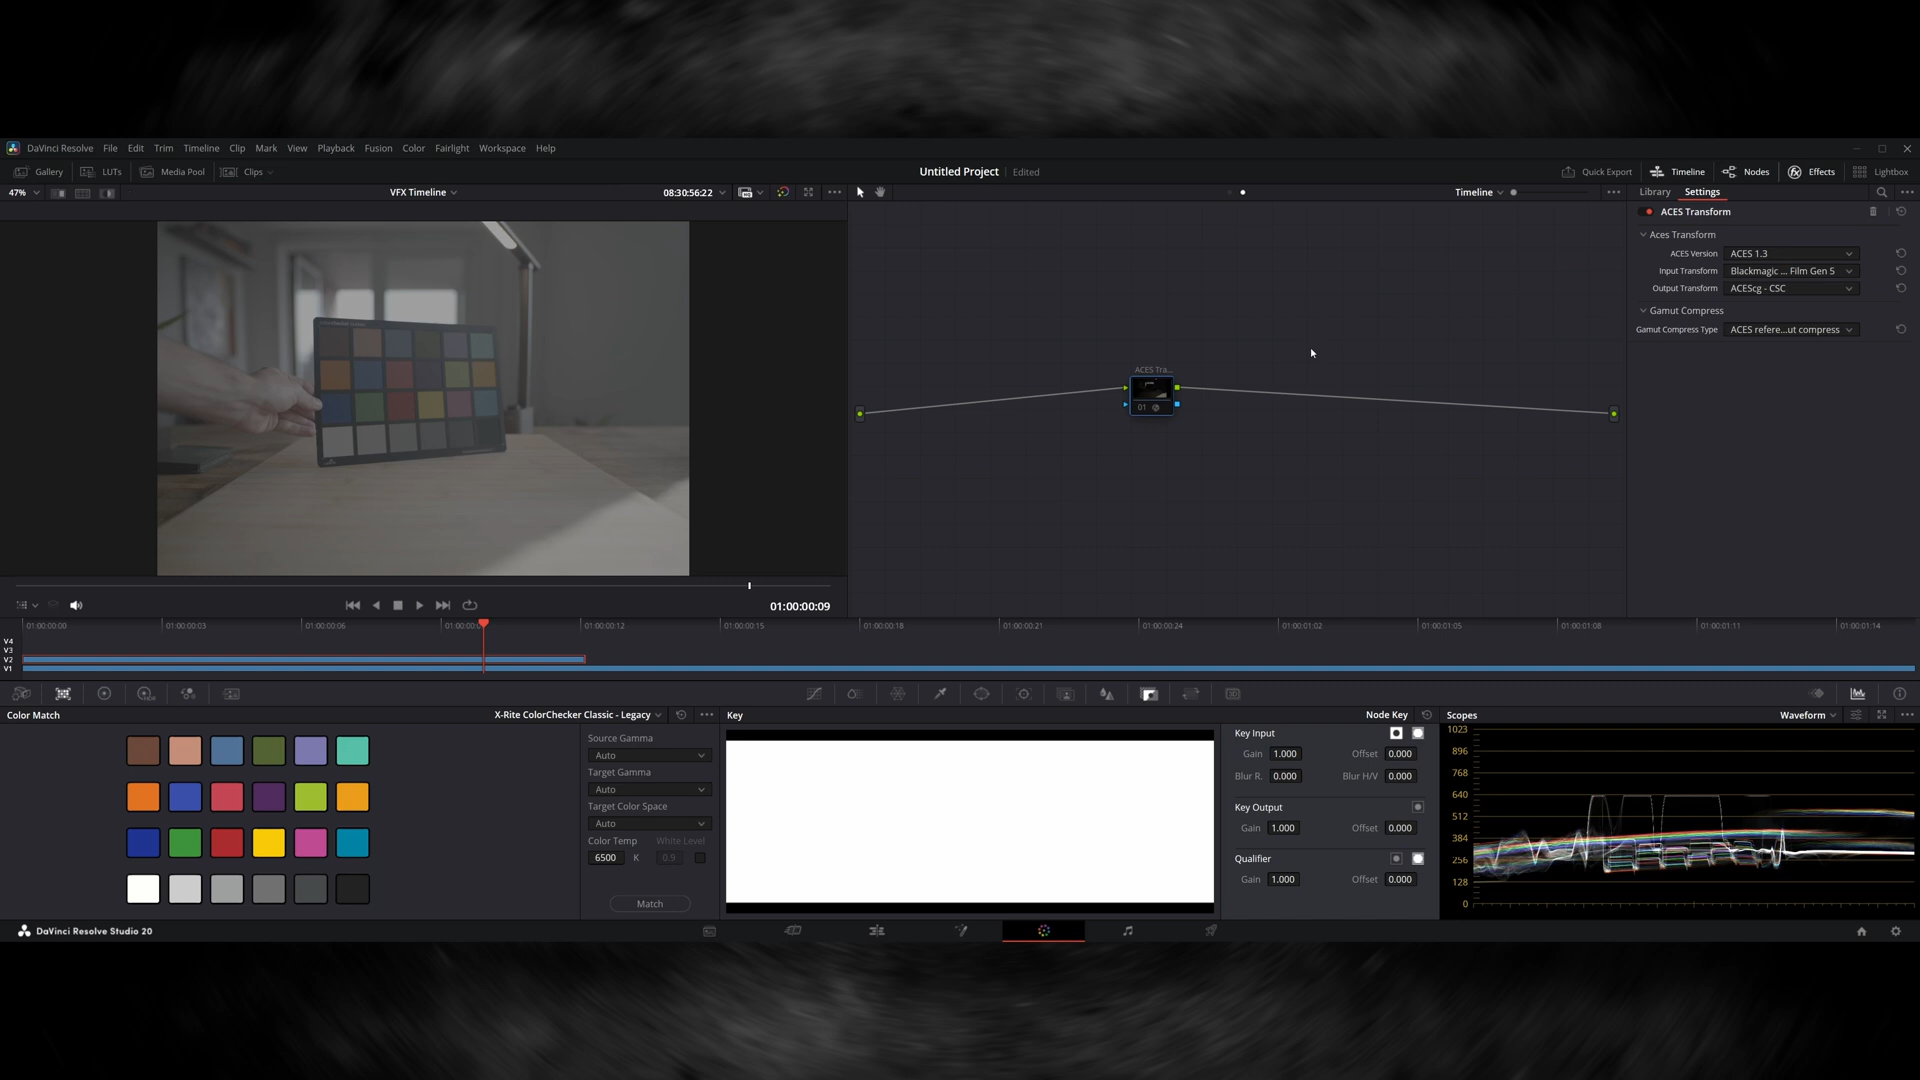 DaVinci Resolve File Edit Trim Timeline Clip Mark View Playback Fusion Color Fairlight Workspace Help
Gallery LUTs Media Pool Clips Untitled Project Edited Quick Export Timeline Nodes Effects Lightbox
47% VFX Timeline 08:30:56:22 Timeline Library Settings
ACES Transform
Aces Transform
ACES Version ACES 1.3
Input Transform Blackmagic ... Film Gen 5
Output Transform ACEScg - CSC
Gamut Compress
Gamut Compress Type ACES refere...ut compress
ACES Tra...
01
01:00:00:09
01:00:00:00 01:00:00:03 01:00:00:06 01:00:00:12 01:00:00:15 01:00:00:18 01:00:00:21 01:00:00:24 01:00:01:02 01:00:01:05 01:00:01:08 01:00:01:11 01:00:01:14
V4
V3
V2
V1
Color Match X-Rite ColorChecker Classic - Legacy Key Node Key Scopes Waveform
Source Gamma
Auto
Target Gamma
Auto
Target Color Space
Auto
Color Temp White Level
6500 K 0.9
Match
Key Input
Gain 1.000 Offset 0.000
Blur R. 0.000 Blur H/V 0.000
Key Output
Gain 1.000 Offset 0.000
Qualifier
Gain 1.000 Offset 0.000
1023
896
768
640
512
384
256
128
0
DaVinci Resolve Studio 20